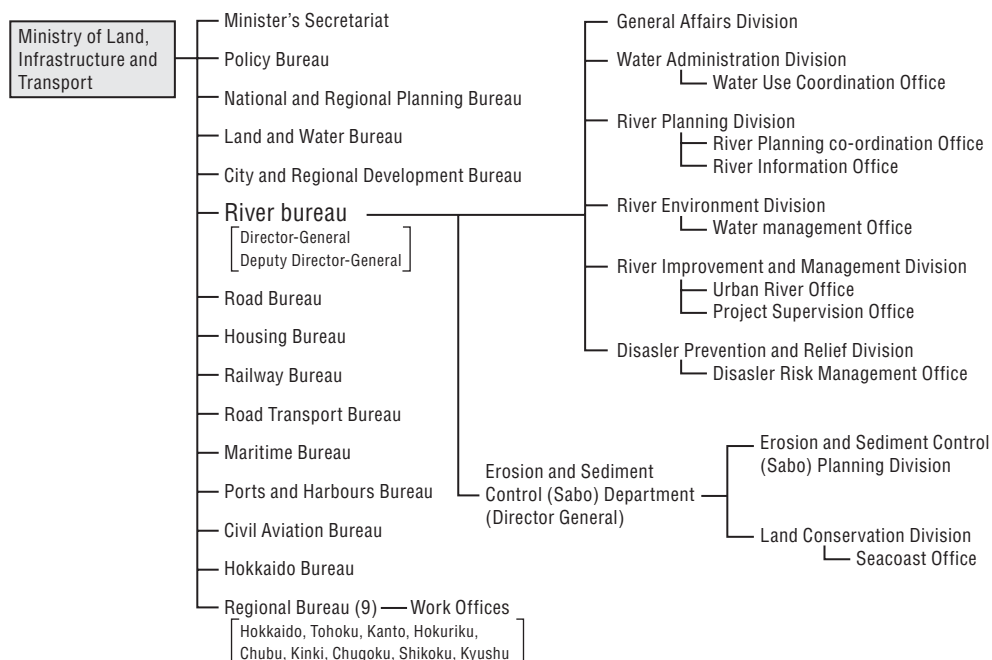 Ministry of Land,
Infrastructure and
Transport
Minister's Secretariat
Policy Bureau
National and Regional Planning Bureau
Land and Water Bureau
City and Regional Development Bureau
River bureau
Director-General
Deputy Director-General
Road Bureau
Housing Bureau
Railway Bureau
Road Transport Bureau
Maritime Bureau
Ports and Harbours Bureau
Civil Aviation Bureau
Hokkaido Bureau
Regional Bureau (9)
Work Offices
Hokkaido, Tohoku, Kanto, Hokuriku,
Chubu, Kinki, Chugoku, Shikoku, Kyushu
General Affairs Division
Water Administration Division
Water Use Coordination Office
River Planning Division
River Planning co-ordination Office
River Information Office
River Environment Division
Water management Office
River Improvement and Management Division
Urban River Office
Project Supervision Office
Disasler Prevention and Relief Division
Disasler Risk Management Office
Erosion and Sediment
Control (Sabo) Department
(Director General)
Erosion and Sediment Control
(Sabo) Planning Division
Land Conservation Division
Seacoast Office